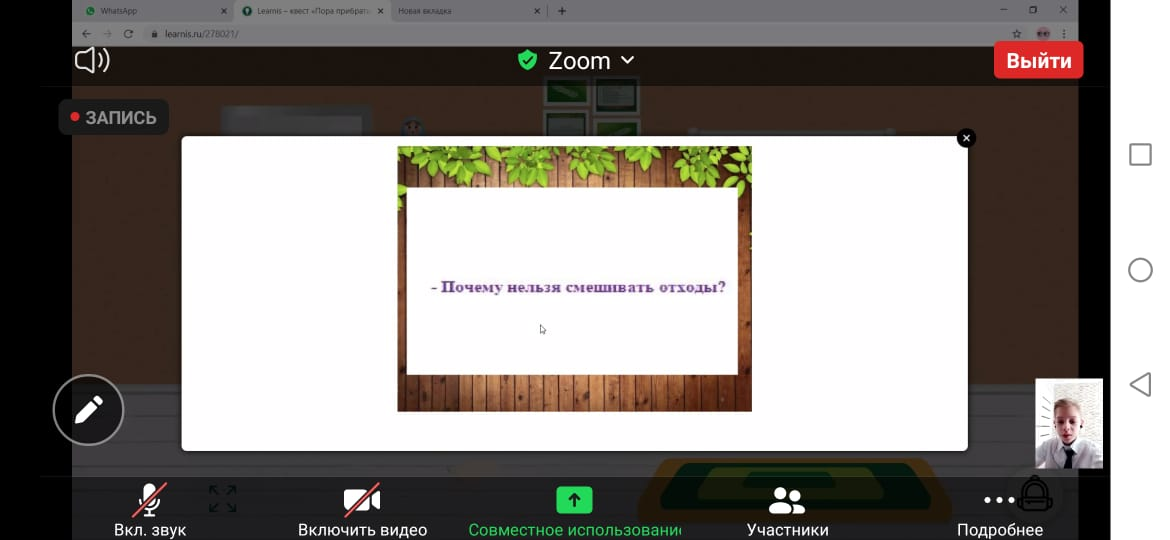 WhatsApp
Learnis – квест «Пора прибрать
Новая вкладка
learnis.ru/278021/
Zoom
Выйти
ЗАПИСЬ
- Почему нельзя смешивать отходы?
Вкл. звук
Включить видео
Совместное использовани
Участники
Подробнее